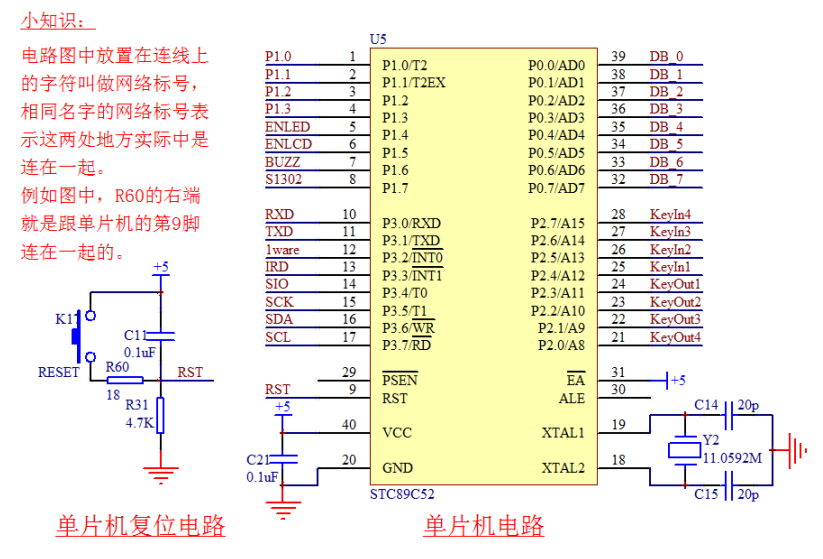 小知识：
电路图中放置在连线上
的字符叫做网络标号，
相同名字的网络标号表
示这两处地方实际中是
连在一起。
例如图中，R60的右端
就是跟单片机的第9脚
连在一起的。
+5
K1
C11
0.1uF
RESET
R60
18
RST
R31
4.7K
单片机复位电路
U5
P1.0 1 P1.0/T2 P0.0/AD0 39 DB_0
P1.1 2 P1.1/T2EX P0.1/AD1 38 DB_1
P1.2 3 P1.2 P0.2/AD2 37 DB_2
P1.3 4 P1.3 P0.3/AD3 36 DB_3
ENLED 5 P1.4 P0.4/AD4 35 DB_4
ENLCD 6 P1.5 P0.5/AD5 34 DB_5
BUZZ 7 P1.6 P0.6/AD6 33 DB_6
S1302 8 P1.7 P0.7/AD7 32 DB_7
RXD 10 P3.0/RXD P2.7/A15 28 KeyIn4
TXD 11 P3.1/TXD P2.6/A14 27 KeyIn3
1ware 12 P3.2/INT0 P2.5/A13 26 KeyIn2
IRD 13 P3.3/INT1 P2.4/A12 25 KeyIn1
SIO 14 P3.4/T0 P2.3/A11 24 KeyOut1
SCK 15 P3.5/T1 P2.2/A10 23 KeyOut2
SDA 16 P3.6/WR P2.1/A9 22 KeyOut3
SCL 17 P3.7/RD P2.0/A8 21 KeyOut4
29 PSEN EA 31 +5
RST 9 RST ALE 30
+5
40 VCC XTAL1 19
20 GND XTAL2 18
C21
0.1uF
STC89C52
C14 20p
Y2
11.0592M
C15 20p
单片机电路